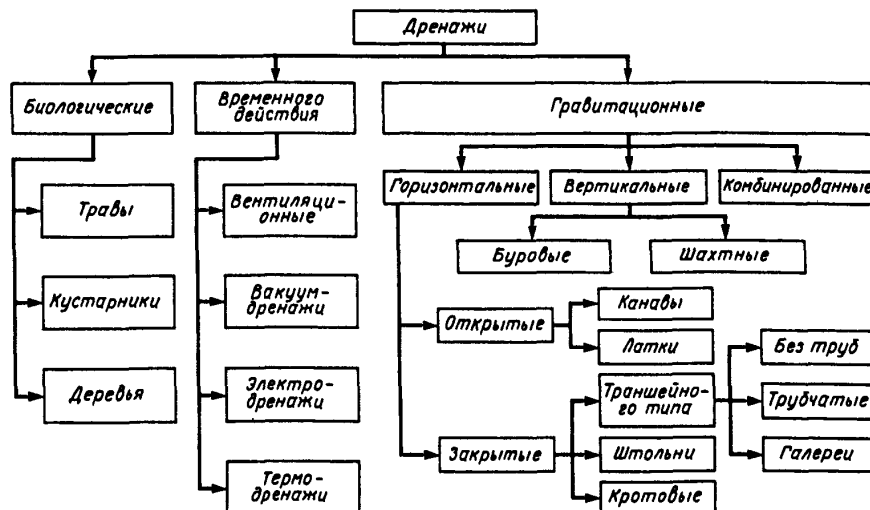 Дренажи
Биологические
Временного
действия
Гравитационные
Травы
Кустарники
Деревья
Вентиляци-
онные
Вакуум-
дренажи
Электро-
дренажи
Термо-
дренажи
Горизонтальные
Вертикальные
Комбинированные
Буровые
Шахтные
Открытые
Канавы
Латки
Закрытые
Траншейно-
го типа
Штольни
Кротовые
Без труб
Трубчатые
Галереи